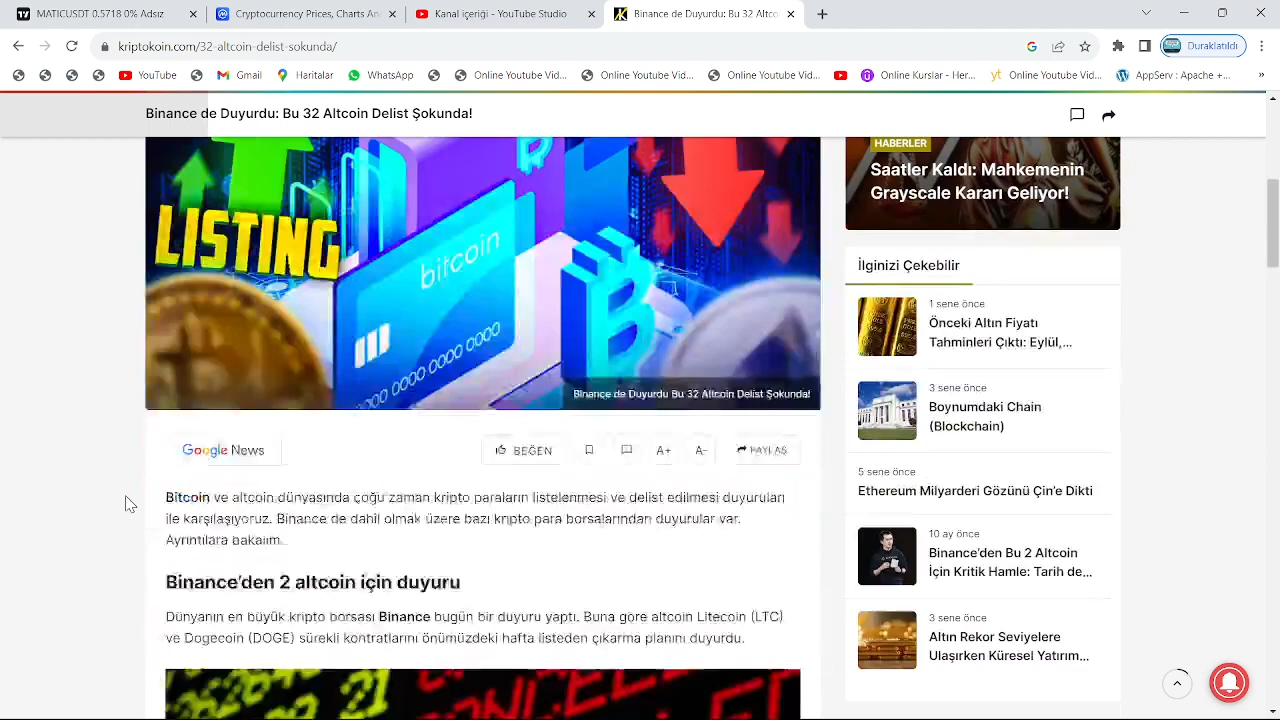 MATICUSDT 0.5718 0% Adsız
Cryptocurrency Prices, Charts An
Kanal içeriği - YouTube Studio
Binance de Duyurdu: Bu 32 Altco
kriptokoin.com/32-altcoin-delist-sokunda/
Duraklatıldı
YouTube
Gmail
Haritalar
WhatsApp
Online Youtube Vid...
Online Youtube Vid...
Online Youtube Vid...
Online Kurslar - Her...
Online Youtube Vid...
AppServ : Apache +...
»
Binance de Duyurdu: Bu 32 Altcoin Delist Şokunda!
LISTING
bitcoin
0000 0000 0000
Binance de Duyurdu Bu 32 Altcoin Delist Şokunda!
Google News
BEĞEN
A+
A-
PAYLAŞ
Bitcoin ve altcoin dünyasında çoğu zaman kripto paraların listelenmesi ve delist edilmesi duyuruları
ile karşılaşıyoruz. Binance de dahil olmak üzere bazı kripto para borsalarından duyurular var.
Ayrıntılara bakalım..
Binance'den 2 altcoin için duyuru
Dünyanın en büyük kripto borsası Binance bugün bir duyuru yaptı. Buna göre altcoin Litecoin (LTC)
ve Dogecoin (DOGE) sürekli kontratlarını önümüzdeki hafta listeden çıkarma planını duyurdu.
HABERLER
Saatler Kaldı: Mahkemenin
Grayscale Kararı Geliyor!
İlginizi Çekebilir
1 sene önce
Önceki Altın Fiyatı
Tahminleri Çıktı: Eylül,...
3 sene önce
Boynumdaki Chain
(Blockchain)
5 sene önce
Ethereum Milyarderi Gözünü Çin'e Dikti
10 ay önce
Binance'den Bu 2 Altcoin
İçin Kritik Hamle: Tarih de...
3 sene önce
Altın Rekor Seviyelere
Ulaşırken Küresel Yatırım...